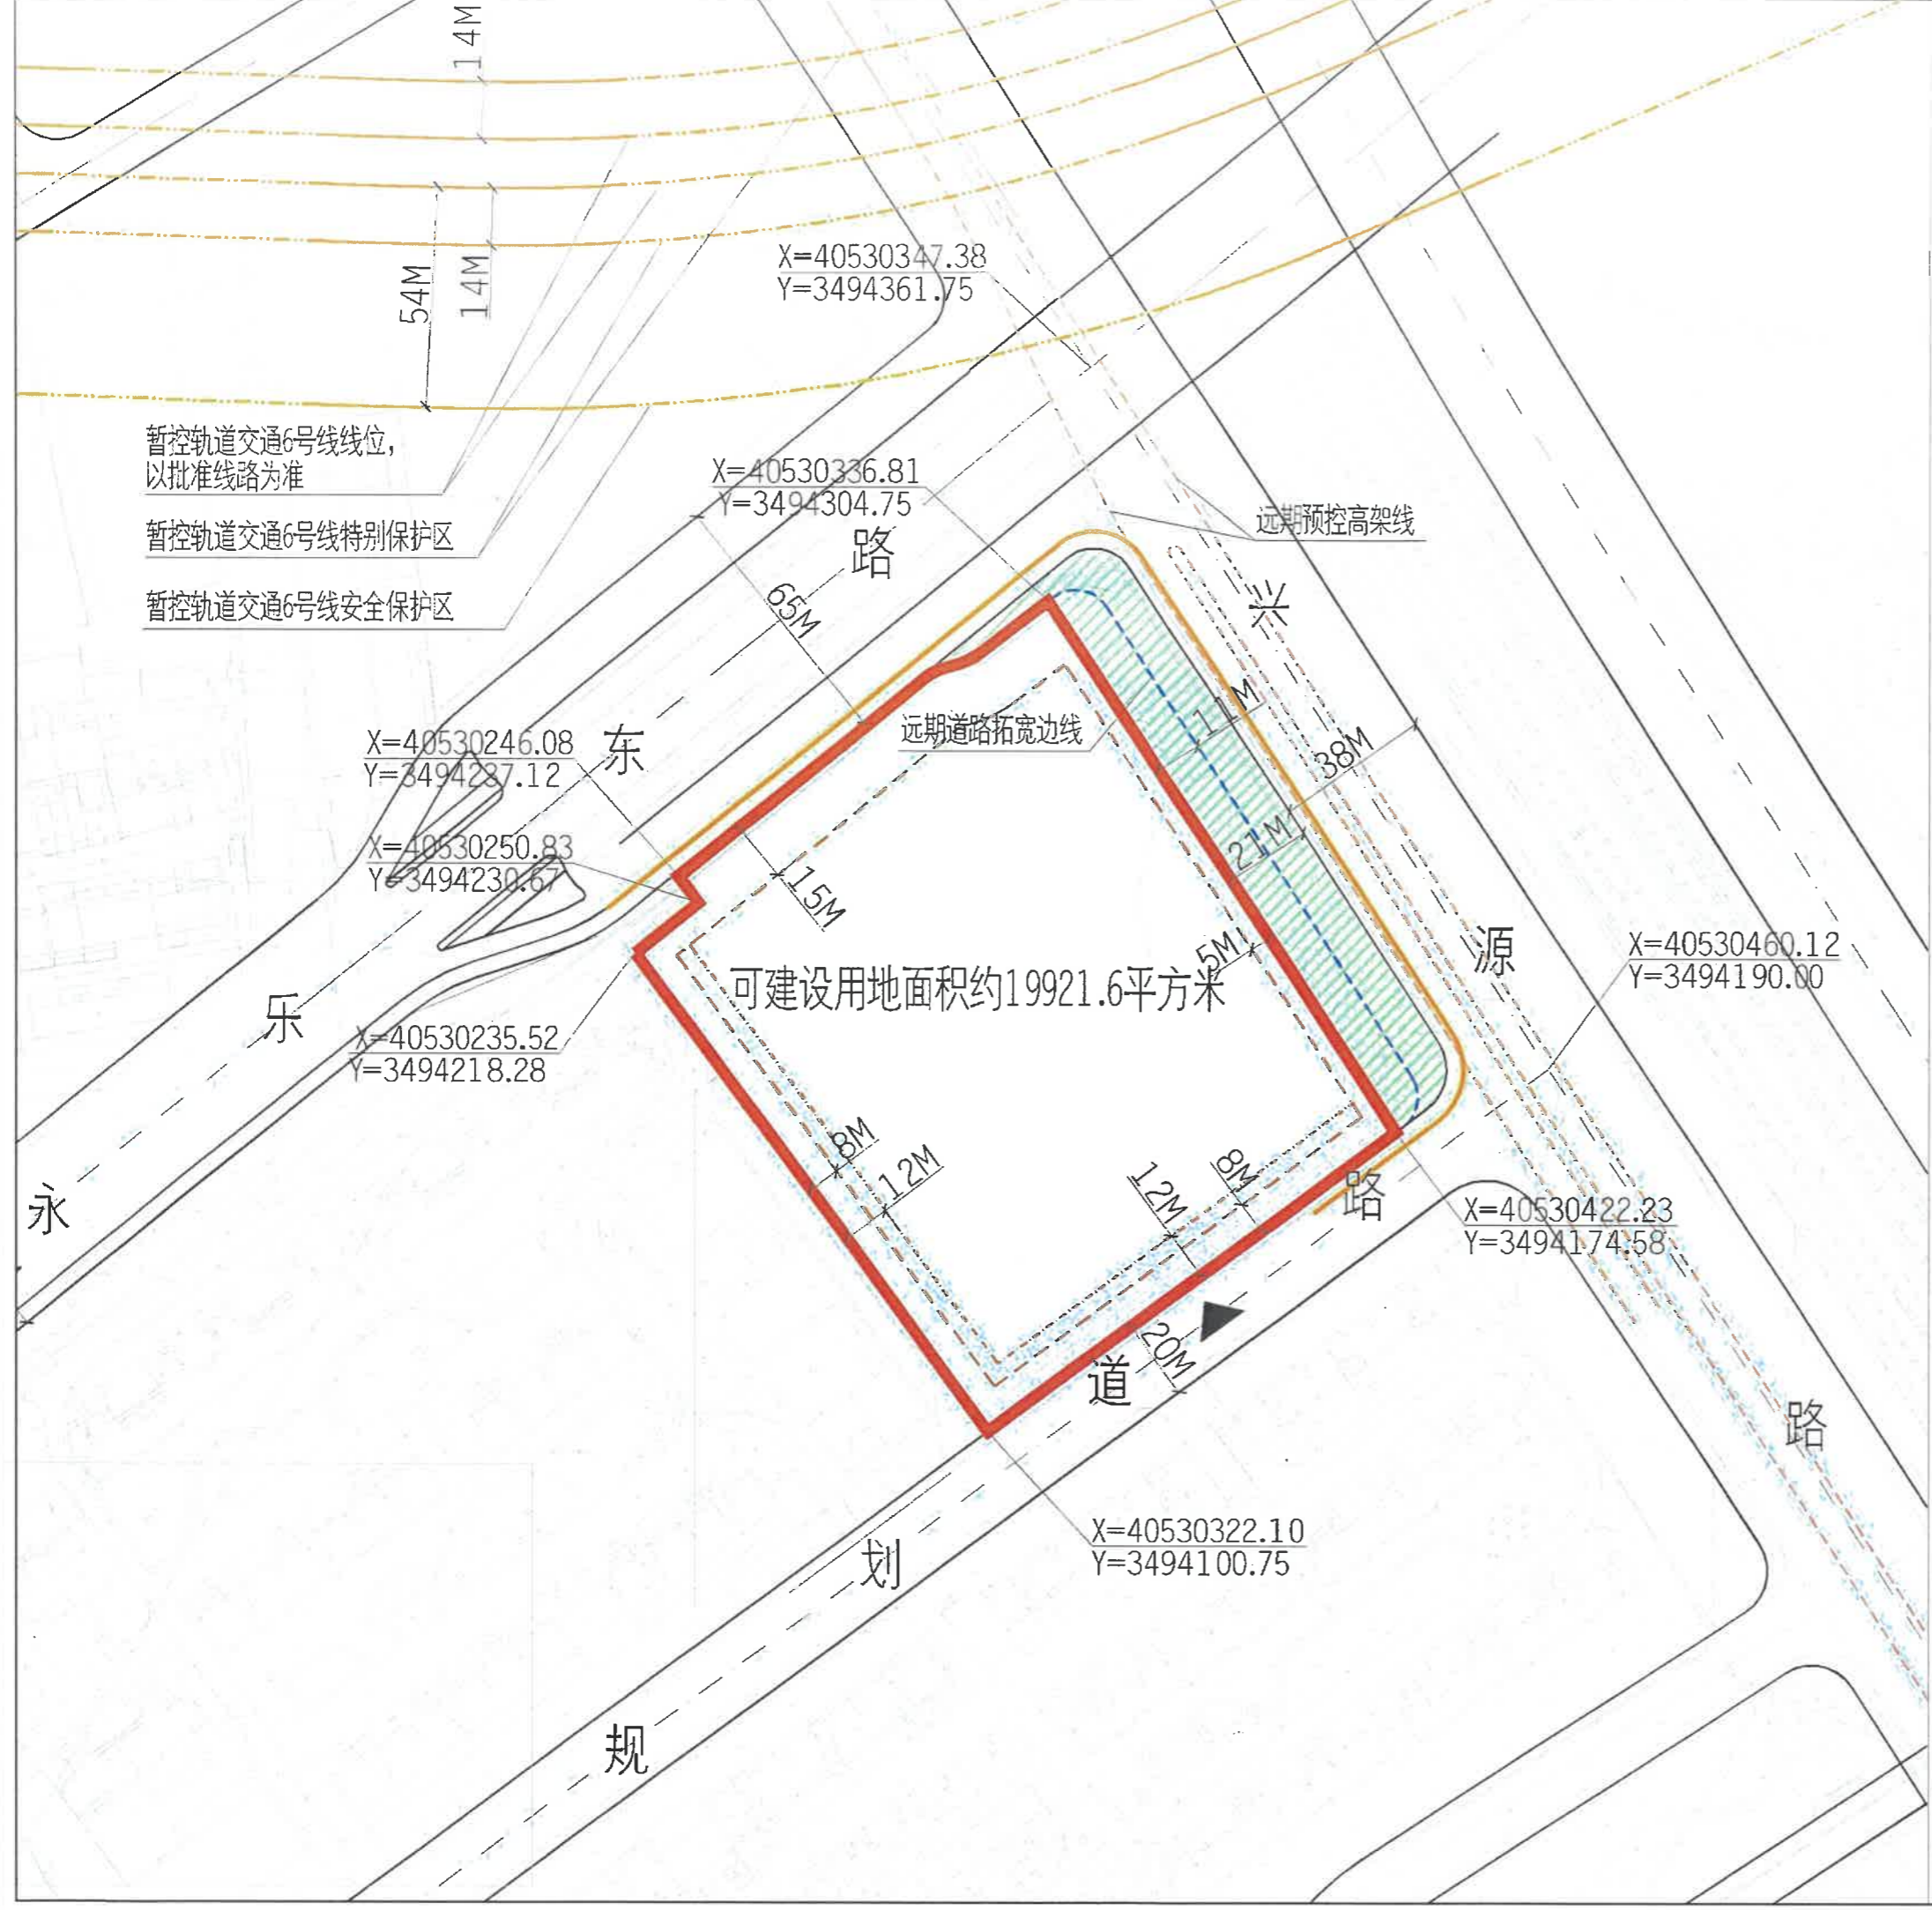 14M
54M
14M
X=40530347.38
Y=3494361.75
暂控轨道交通6号线线位，
以批准线路为准
暂控轨道交通6号线特别保护区
暂控轨道交通6号线安全保护区
X=40530336.81
Y=3494304.75
远期预控高架线
路
兴
65M
远期道路拓宽边线
11M
38M
东
X=40530246.08
Y=3494237.12
X=40530250.83
Y=3494230.67
21M
15M
5M
可建设用地面积约19921.6平方米
源
X=40530460.12
Y=3494190.00
乐
X=40530235.52
Y=3494218.28
8M
12M
12M
8M
永
路
X=40530422.23
Y=3494174.58
20M
道
路
X=40530322.10
Y=3494100.75
划
规